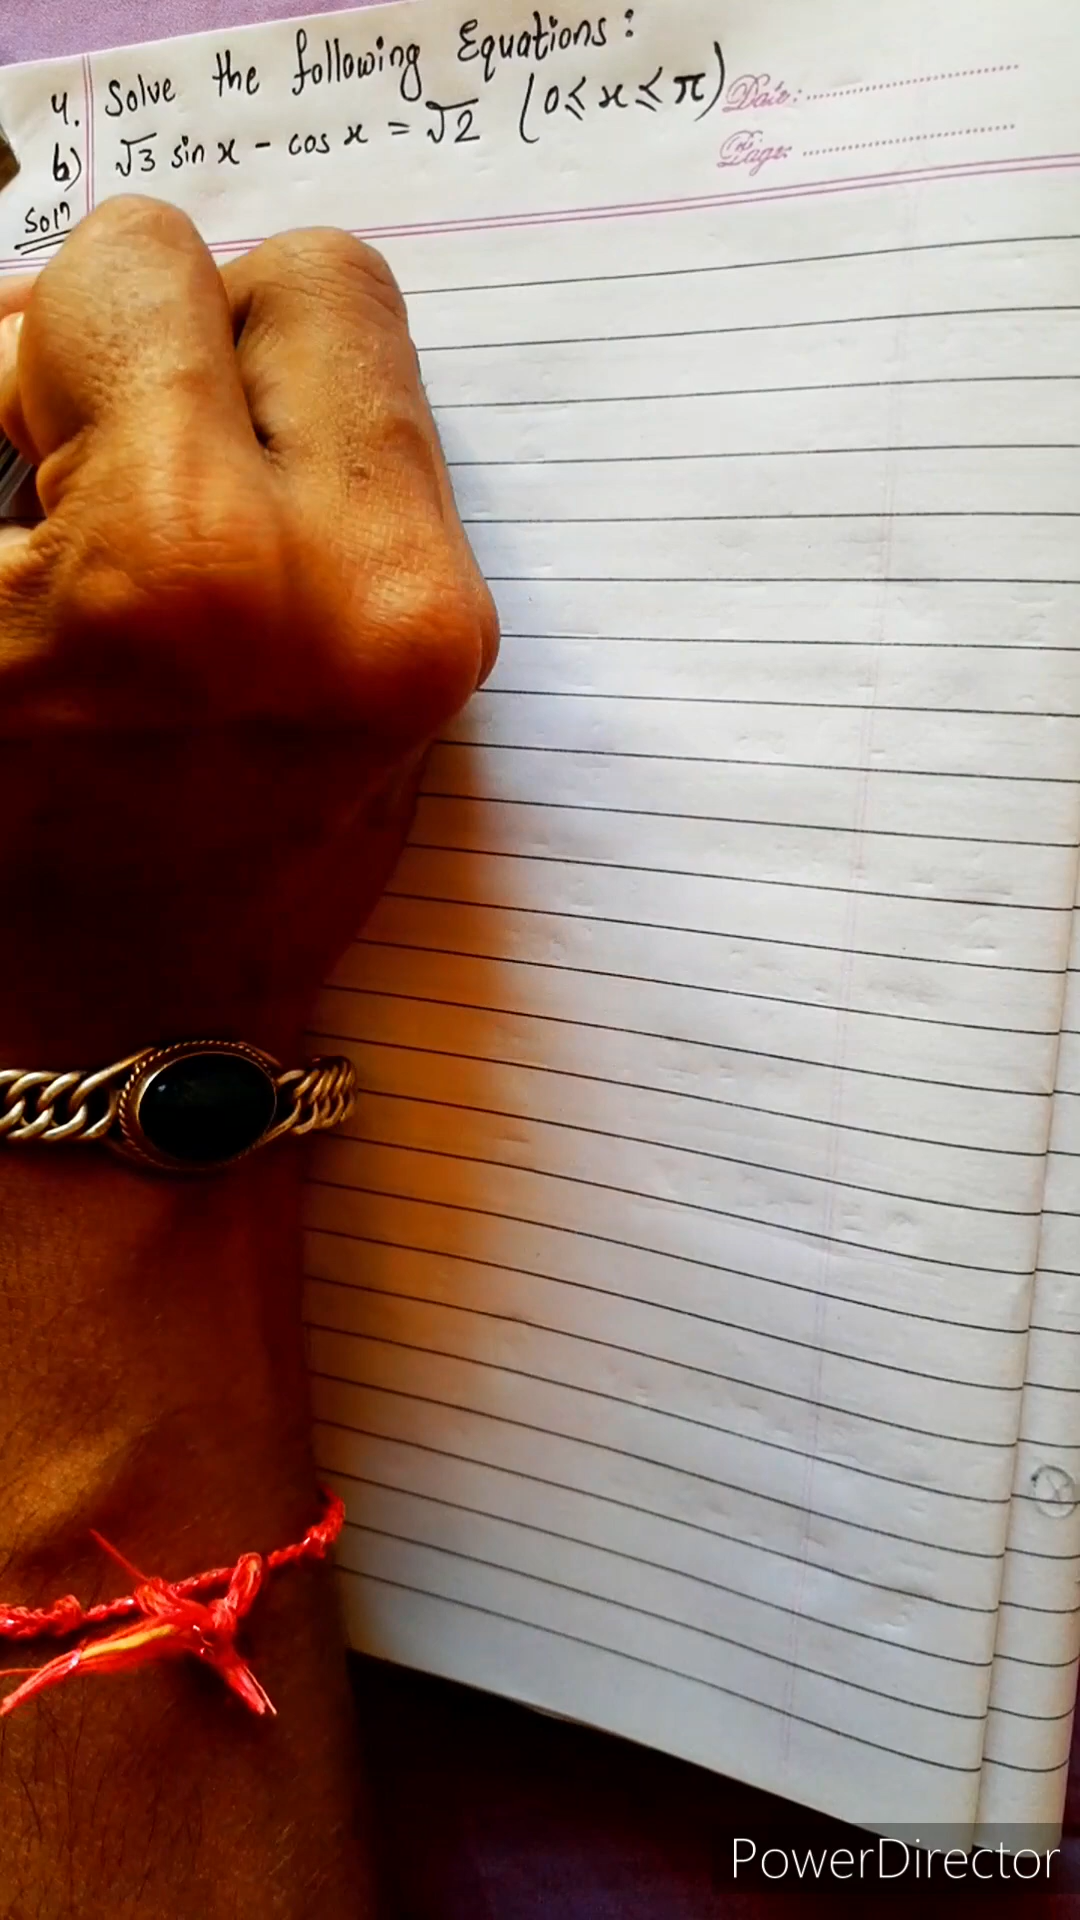 4. Solve the following Equations:
b) √3 sin x - cos x = √2 (0 ≤ x ≤ π)
Date:
Page:
Soln
PowerDirector